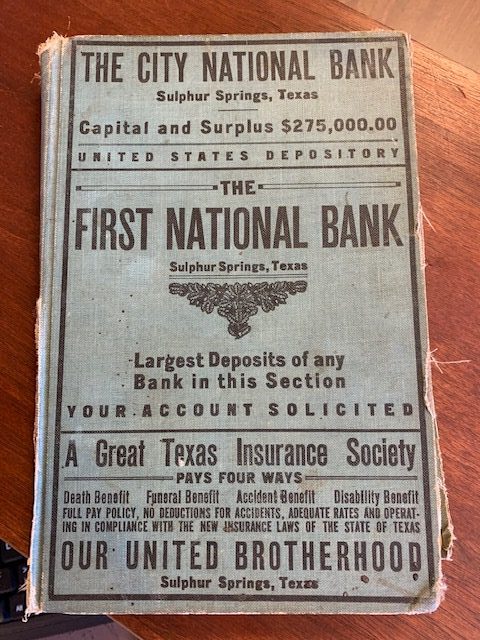 THE CITY NATIONAL BANK
Sulphur Springs, Texas
Capital and Surplus $275,000.00
UNITED STATES DEPOSITORY
THE
FIRST NATIONAL BANK
Sulphur Springs, Texas
Largest Deposits of any
Bank in this Section
YOUR ACCOUNT SOLICITED
A Great Texas Insurance Society
PAYS FOUR WAYS
Death Benefit Funeral Benefit Accident Benefit Disability Benefit
FULL PAY POLICY, NO DEDUCTIONS FOR ACCIDENTS, ADEQUATE RATES AND OPERAT-
ING IN COMPLIANCE WITH THE NEW INSURANCE LAWS OF THE STATE OF TEXAS
OUR UNITED BROTHERHOOD
Sulphur Springs, Texas